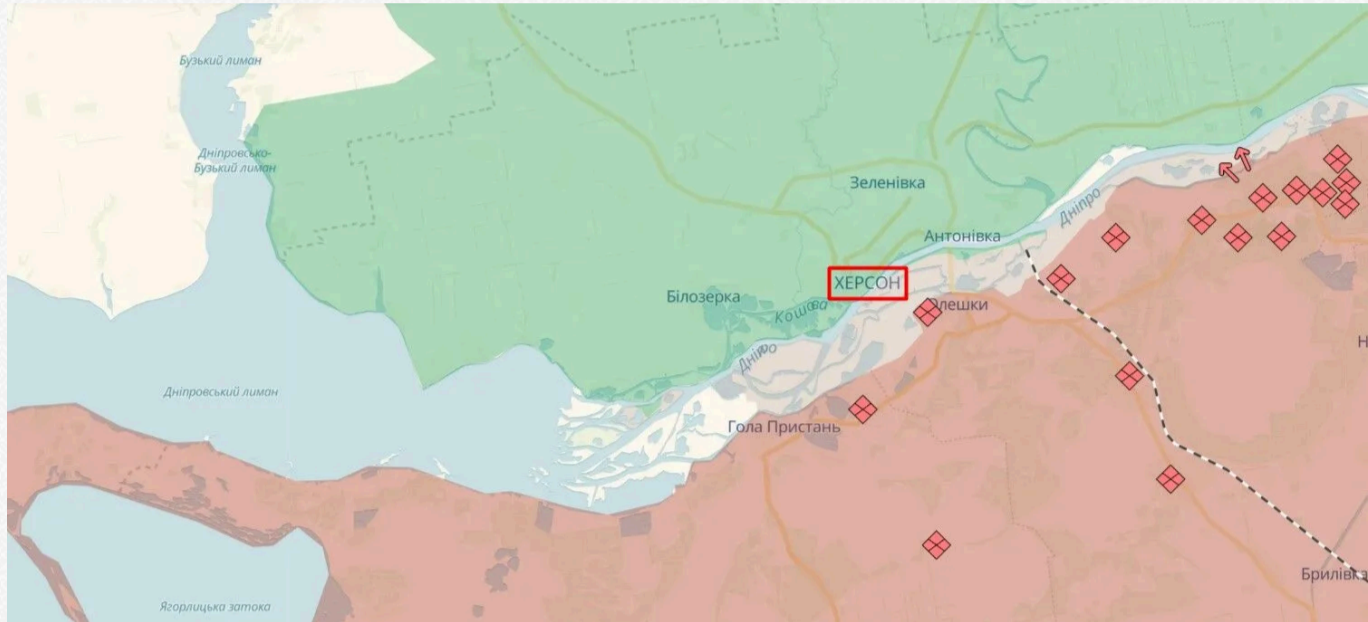 Бузький лиман
Дніпровсько-
Бузький лиман
Зеленівка
Дніпро
Антонівка
ХЕРСОН
Білозерка
Кошова
Олешки
Дніпро
Дніпровський лиман
Гола Пристань
Брилівка
Ягорлицька затока